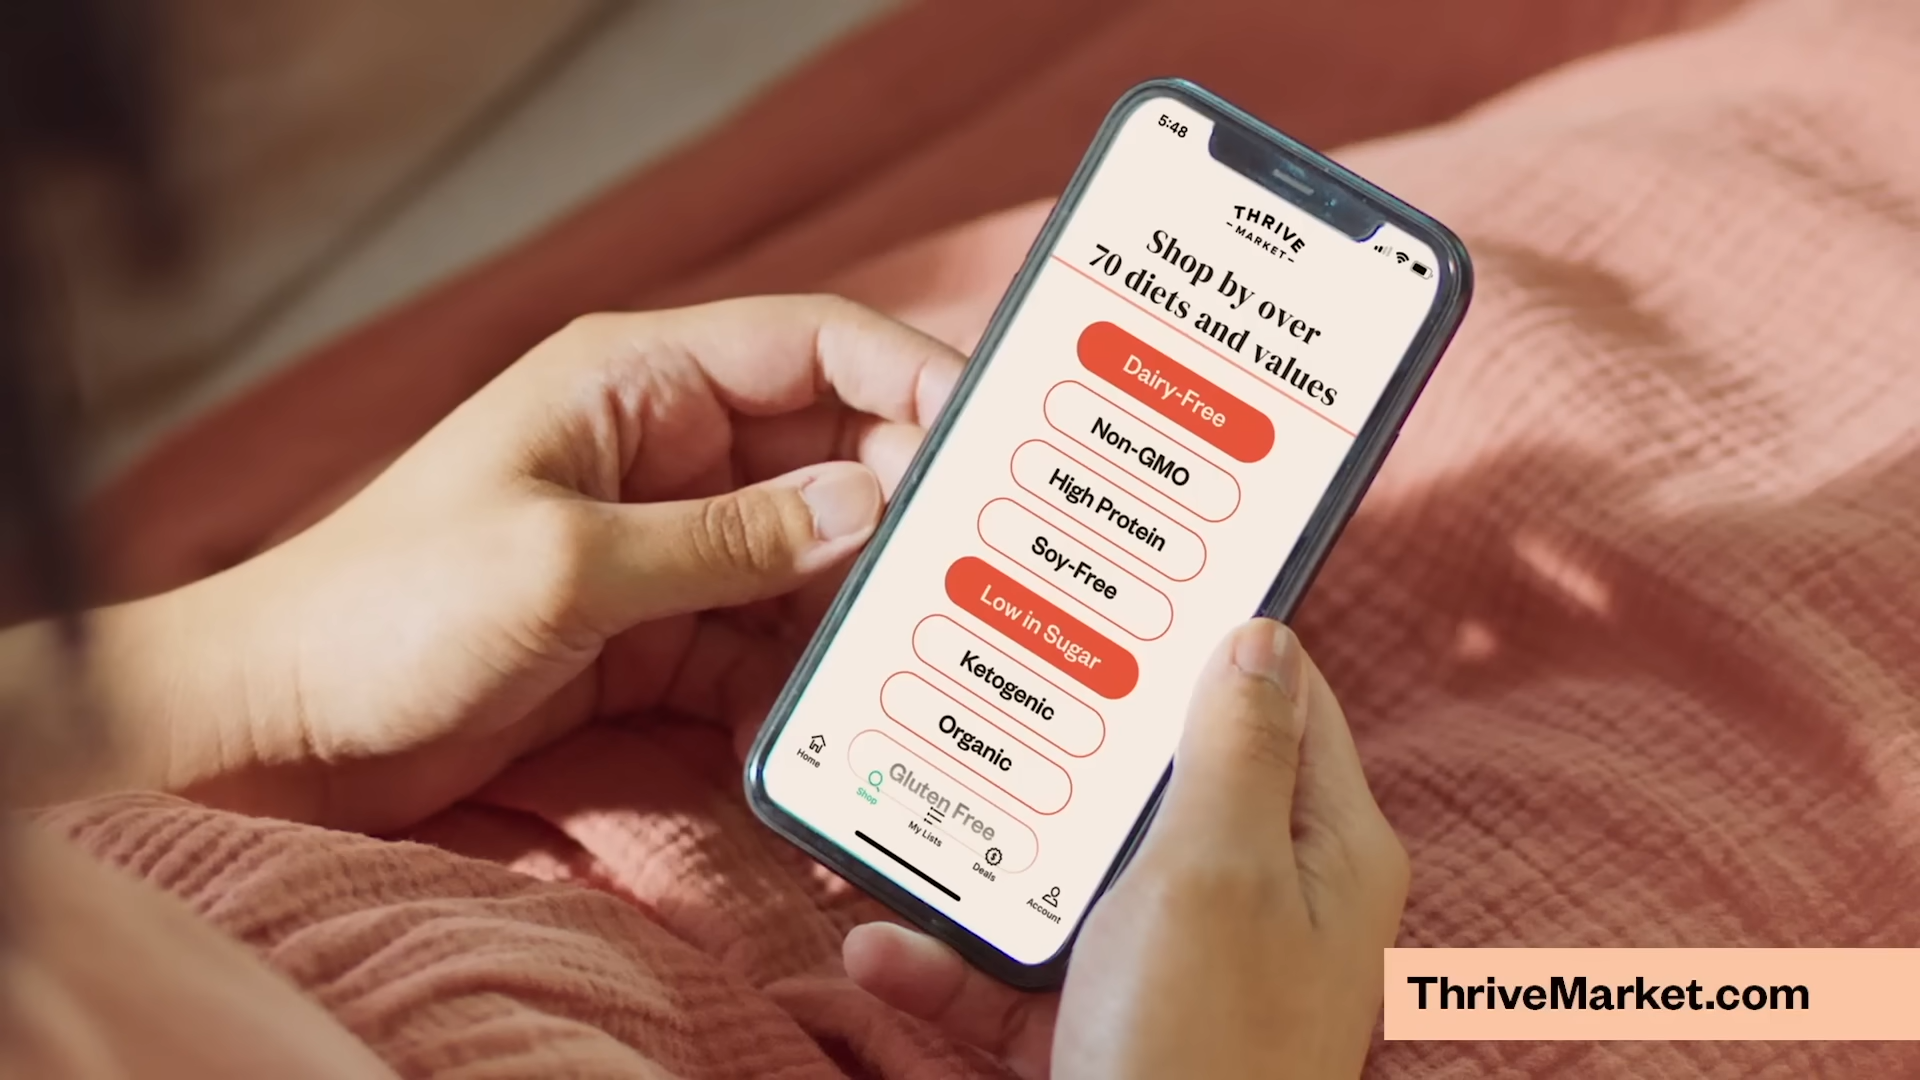 5:48
THRIVE
MARKET
Shop by over
70 diets and values
Dairy-Free
Non-GMO
High Protein
Soy-Free
Low in Sugar
Ketogenic
Organic
Gluten Free
Home
Shop
My Lists
Deals
Account
ThriveMarket.com